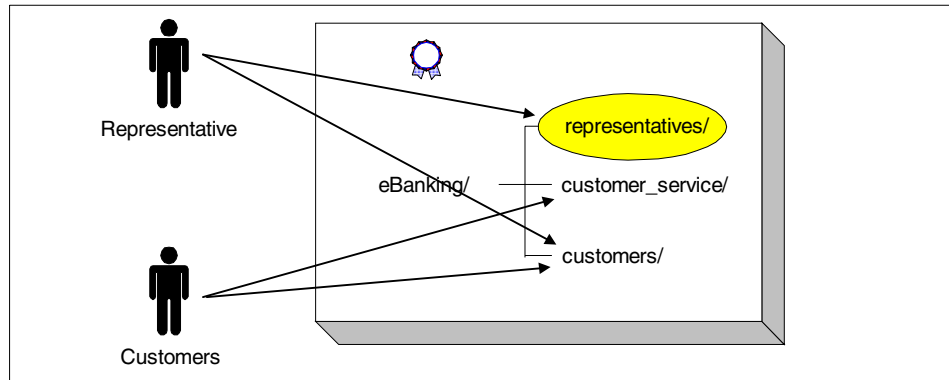 Representative
representatives/
eBanking/ customer_service/
customers/
Customers